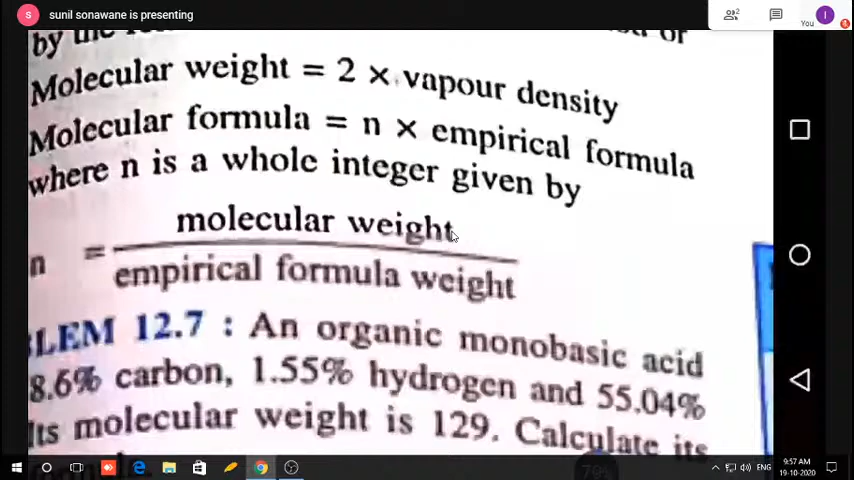 sunil sonawane is presenting
You
by the
Molecular weight = 2 × vapour density
Molecular formula = n × empirical formula
where n is a whole integer given by
n = molecular weight
empirical formula weight
LEM 12.7 : An organic monobasic acid
8.6% carbon, 1.55% hydrogen and 55.04%
Its molecular weight is 129. Calculate its
ENG
9:57 AM
19-10-2020